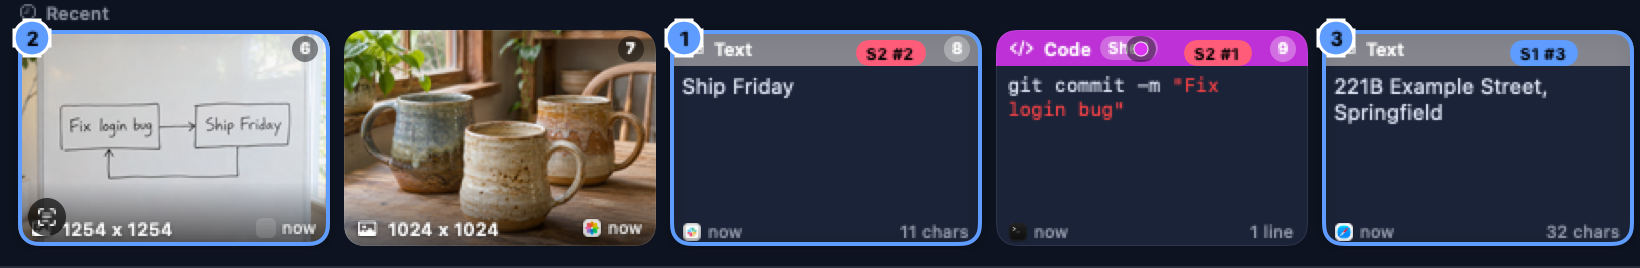 Recent
2
6
Fix login bug
Ship Friday
1254 x 1254
now
7
1024 x 1024
now
1
Text
S2 #2
8
Ship Friday
now
11 chars
</> Code
S2 #1
9
git commit -m "Fix
login bug"
now
1 line
3
Text
S1 #3
221B Example Street,
Springfield
now
32 chars